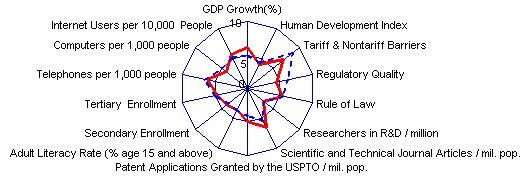 GDP Growth(%)
10
Internet Users per 10,000 People
Human Development Index
Computers per 1,000 people
Tariff & Nontariff Barriers
5
Telephones per 1,000 people
Regulatory Quality
0
Tertiary Enrollment
Rule of Law
Secondary Enrollment
Researchers in R&D / million
Adult Literacy Rate (% age 15 and above)
Scientific and Technical Journal Articles / mil. pop.
Patent Applications Granted by the USPTO / mil. pop.